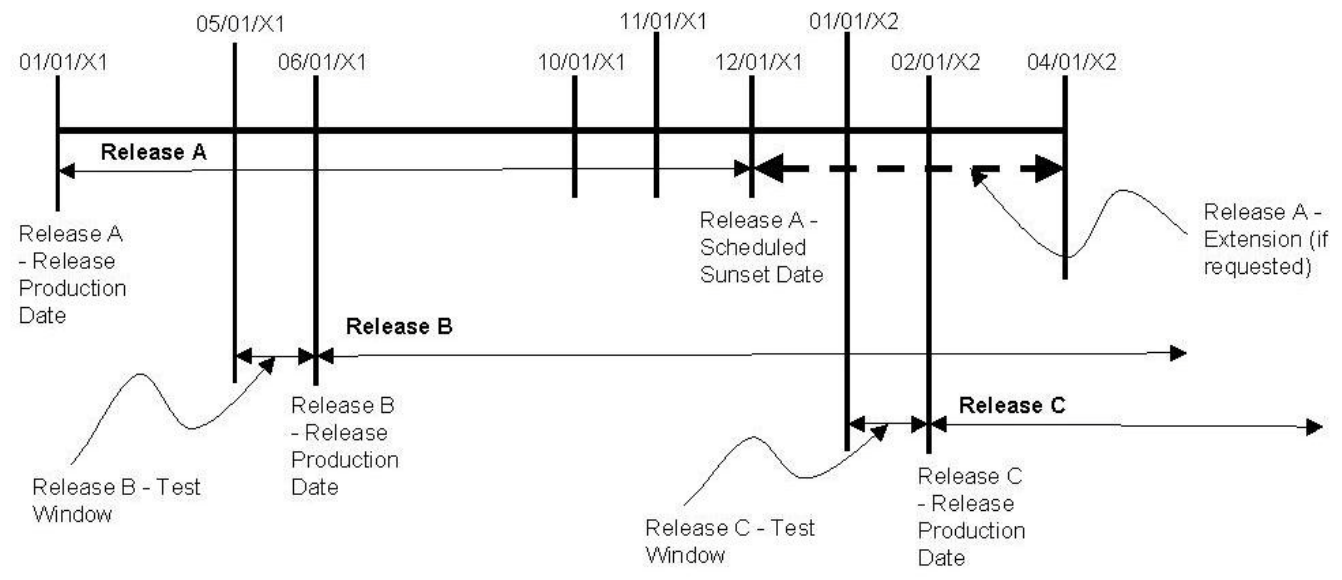 11/01/X1
01/01/X2
05/01/X1
01/01/X1
06/01/X1
10/01/X1
12/01/X1
02/01/X2
04/01/X2
Release A
Release A
- Release
Production
Date
Release A -
Scheduled
Sunset Date
Release A -
Extension (if
requested)
Release B
Release B
- Release
Production
Date
Release B - Test
Window
Release C
Release C - Test
Window
Release C
- Release
Production
Date